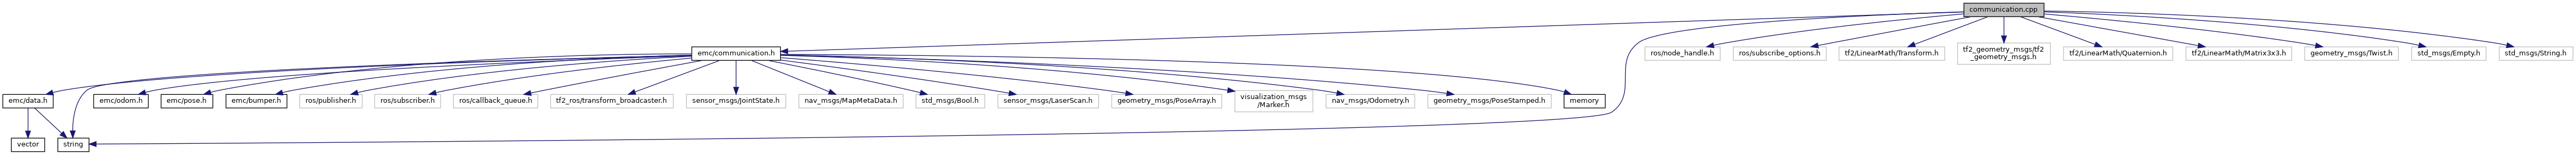 communication.cpp
emc/communication.h
ros/node_handle.h
ros/subscribe_options.h
tf2/LinearMath/Transform.h
tf2_geometry_msgs/tf2
_geometry_msgs.h
tf2/LinearMath/Quaternion.h
tf2/LinearMath/Matrix3x3.h
geometry_msgs/Twist.h
std_msgs/Empty.h
std_msgs/String.h
emc/data.h
emc/odom.h
emc/pose.h
emc/bumper.h
ros/publisher.h
ros/subscriber.h
ros/callback_queue.h
tf2_ros/transform_broadcaster.h
sensor_msgs/JointState.h
nav_msgs/MapMetaData.h
std_msgs/Bool.h
sensor_msgs/LaserScan.h
geometry_msgs/PoseArray.h
visualization_msgs
/Marker.h
nav_msgs/Odometry.h
geometry_msgs/PoseStamped.h
memory
vector
string